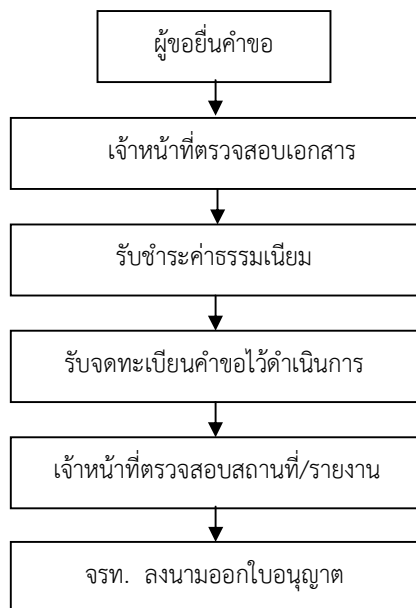 ผู้ขอยื่นคำขอ
เจ้าหน้าที่ตรวจสอบเอกสาร
รับชำระค่าธรรมเนียม
รับจดทะเบียนคำขอไว้ดำเนินการ
เจ้าหน้าที่ตรวจสอบสถานที่/รายงาน
จรท. ลงนามออกใบอนุญาต